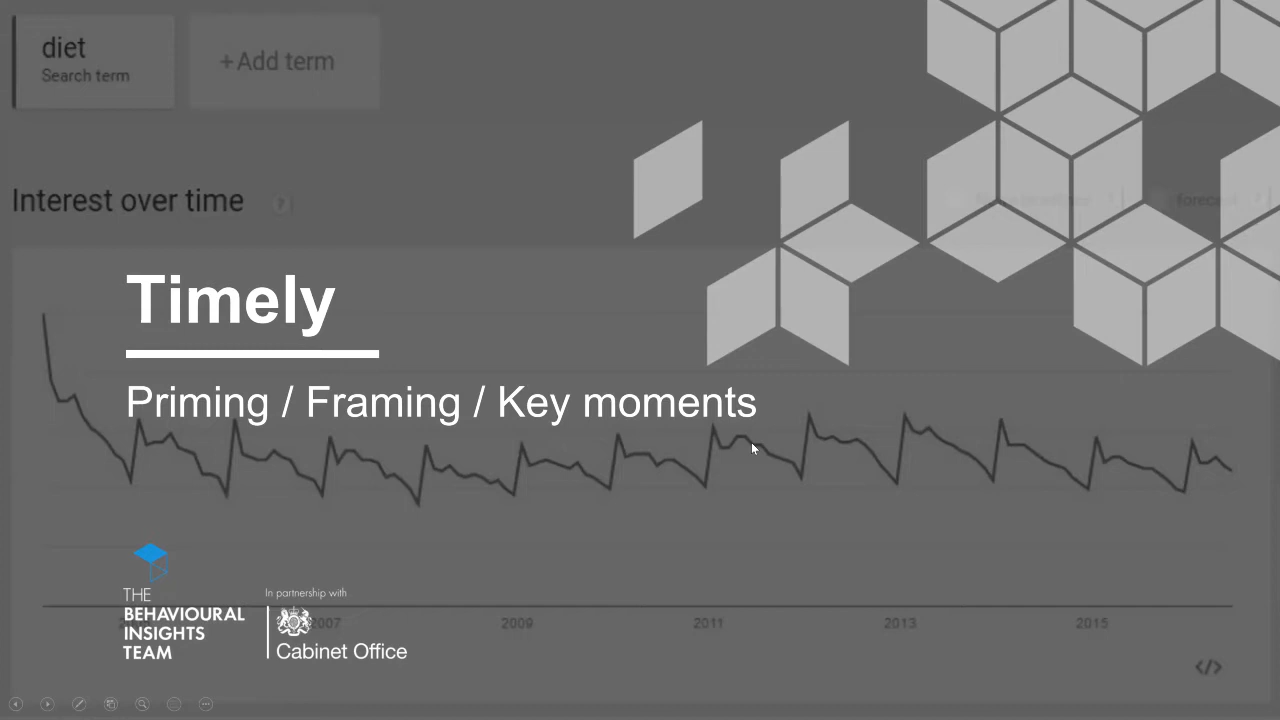 diet
Search term
+ Add term
Interest over time
Forecast
Timely
Priming / Framing / Key moments
THE
BEHAVIOURAL
INSIGHTS
TEAM
In partnership with
Cabinet Office
2007
2009
2011
2013
2015
</>